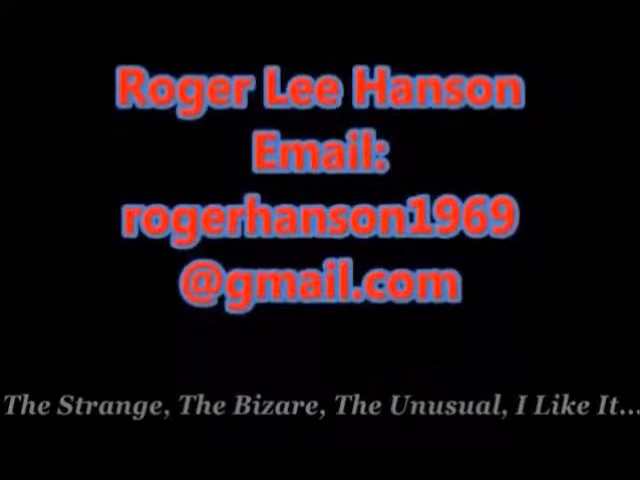 Roger Lee Hanson
Email:
rogerhanson1969
@gmail.com
The Strange, The Bizare, The Unusual, I Like It...